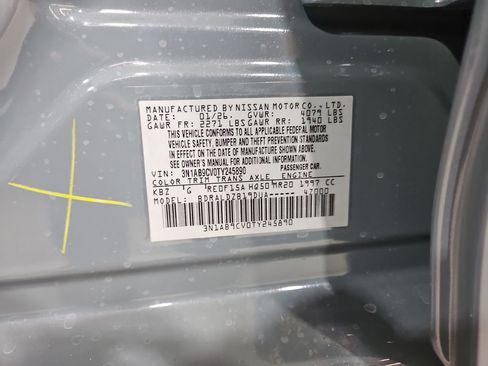 MANUFACTURED BY NISSAN MOTOR CO., LTD.
DATE: 01/26. GVWR: 4079 LBS
GAWR FR: 2271 LBS GAWR RR: 1940 LBS
THIS VEHICLE CONFORMS TO ALL APPLICABLE FEDERAL MOTOR
VEHICLE SAFETY, BUMPER AND THEFT PREVENTION
STANDARDS IN EFFECT ON THE DATE OF
MANUFACTURE SHOWN ABOVE.
SEE OWNER'S MANUAL FOR ADDITIONAL INFORMATION.
VIN: 3N1AB9CV0TY245890 PASSENGER CAR.
COLOR TRIM TRANS AXLE ENGINE
KBZ G RE0F15A HQ50 MR20 1997 CC
MODEL: BDRALDZB19DUA----- 47000
3N1AB9CV0TY245890